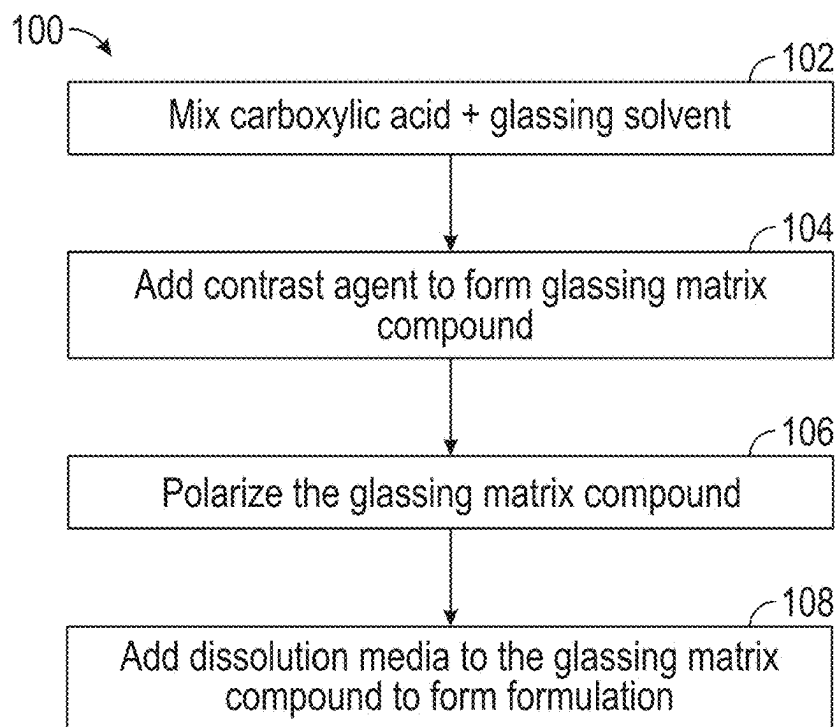 100
102
Mix carboxylic acid + glassing solvent
104
Add contrast agent to form glassing matrix
compound
106
Polarize the glassing matrix compound
108
Add dissolution media to the glassing matrix
compound to form formulation